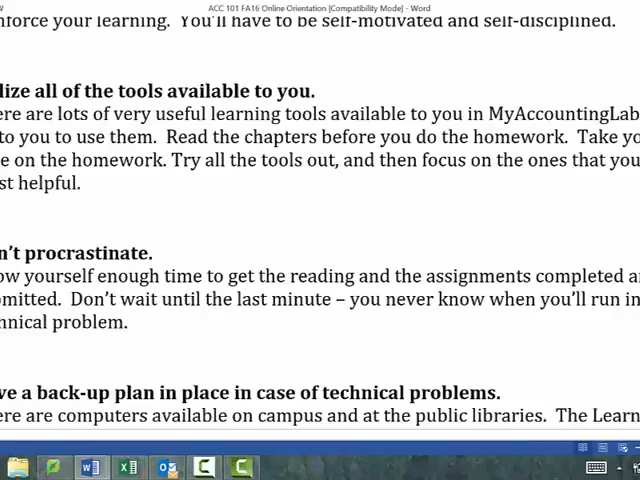 ACC 101 FA16 Online Orientation [Compatibility Mode] - Word
nforce your learning. You'll have to be self-motivated and self-disciplined.
lize all of the tools available to you.
ere are lots of very useful learning tools available to you in MyAccountingLab
to you to use them. Read the chapters before you do the homework. Take yo
e on the homework. Try all the tools out, and then focus on the ones that you
st helpful.
n't procrastinate.
ow yourself enough time to get the reading and the assignments completed a
mitted. Don't wait until the last minute – you never know when you'll run in
hnical problem.
ve a back-up plan in place in case of technical problems.
ere are computers available on campus and at the public libraries. The Learn